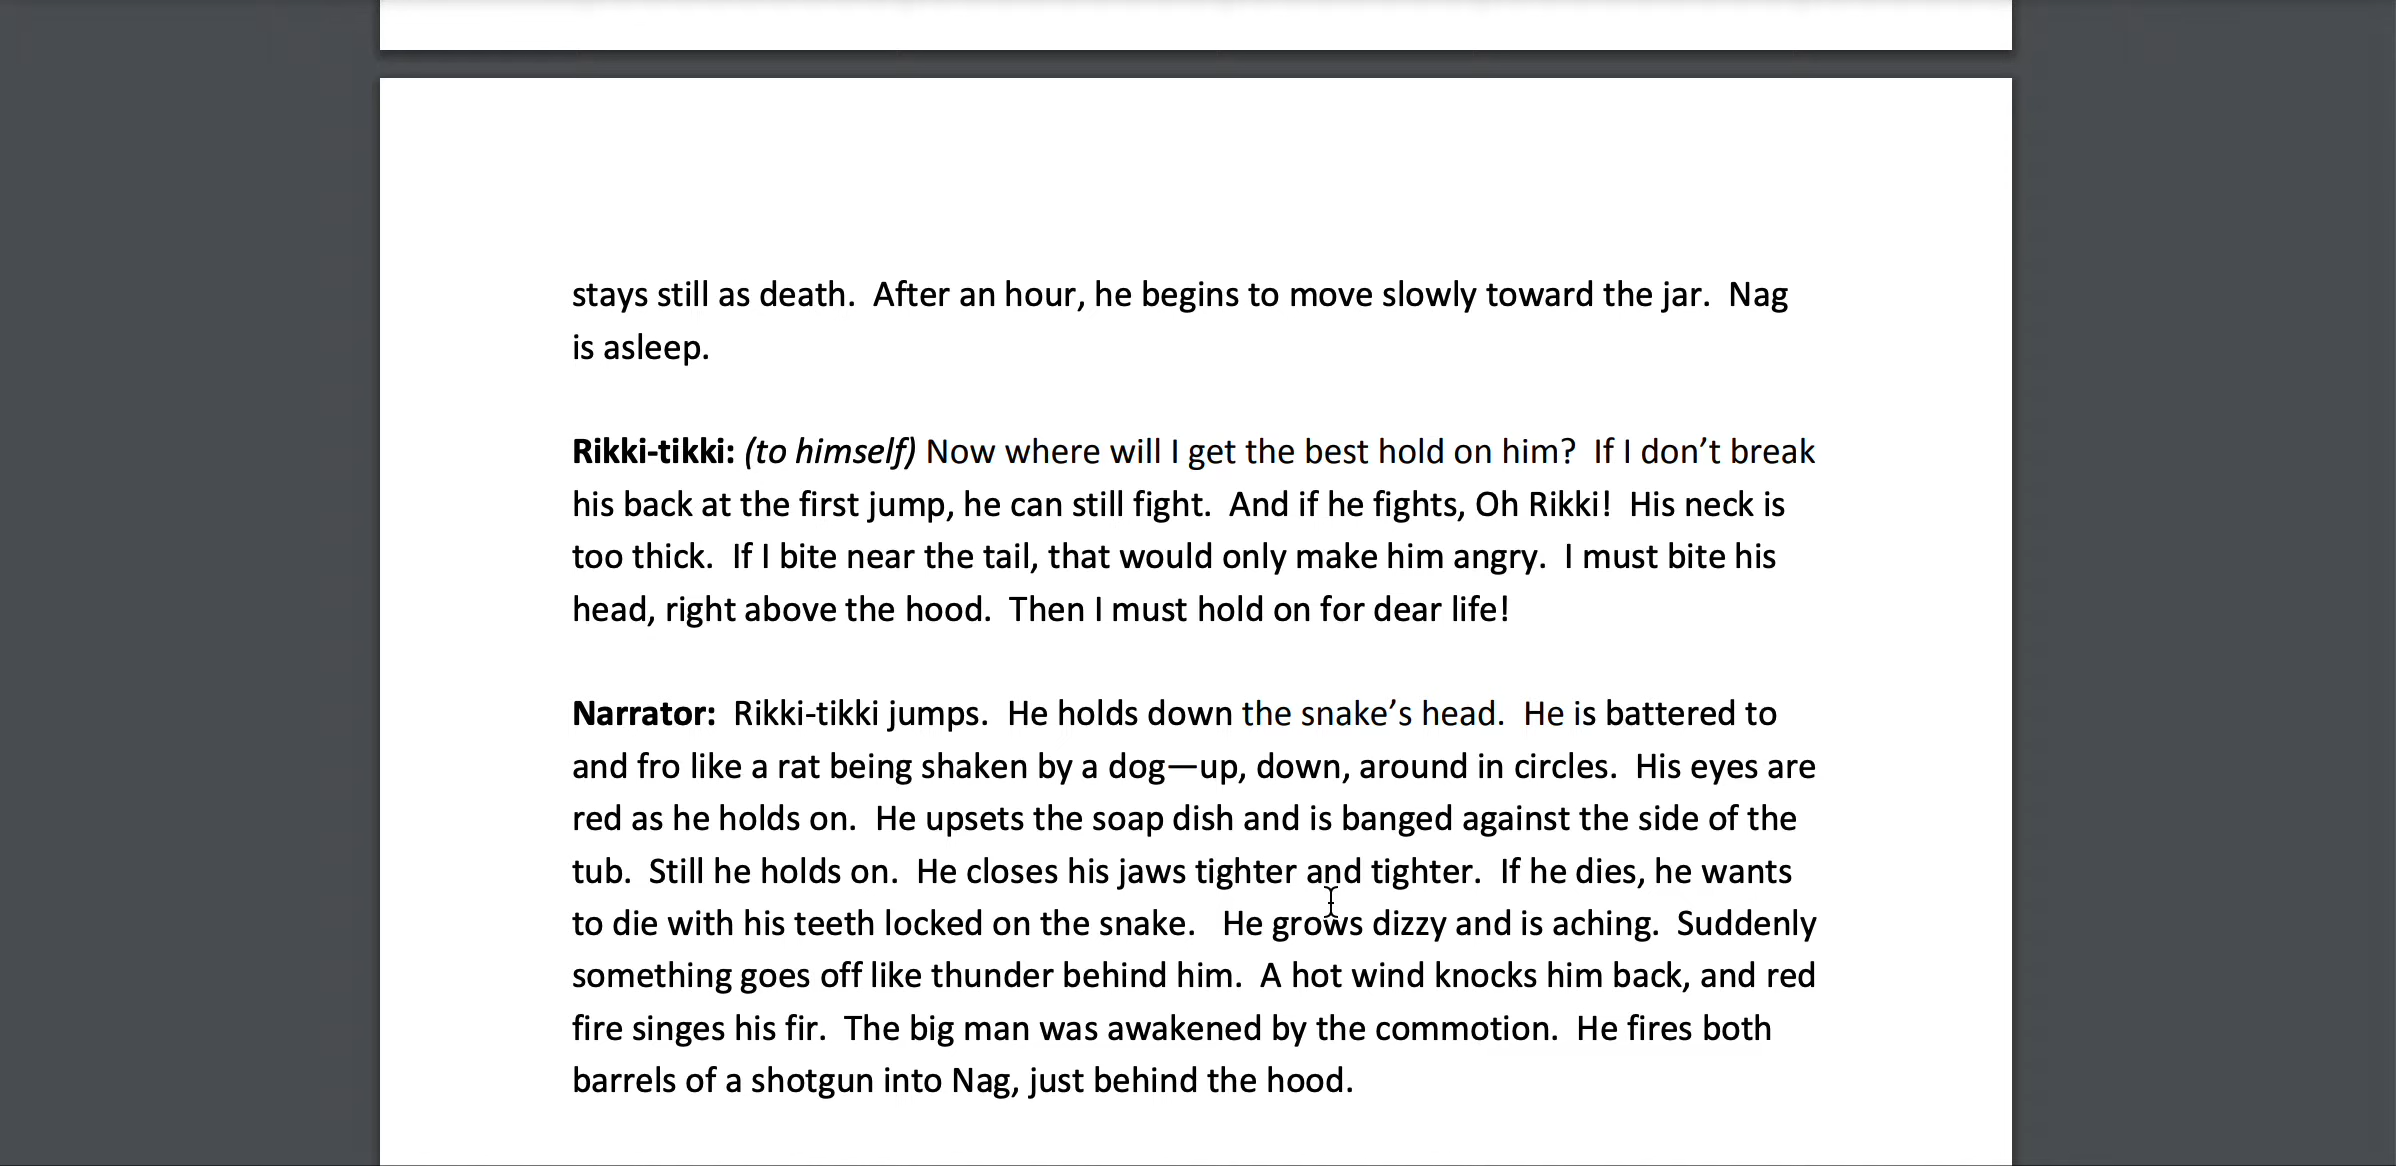 stays still as death.  After an hour, he begins to move slowly toward the jar.  Nag
is asleep.
Rikki-tikki: (to himself) Now where will I get the best hold on him?  If I don’t break
his back at the first jump, he can still fight.  And if he fights, Oh Rikki!  His neck is
too thick.  If I bite near the tail, that would only make him angry.  I must bite his
head, right above the hood.  Then I must hold on for dear life!
Narrator:  Rikki-tikki jumps.  He holds down the snake’s head.  He is battered to
and fro like a rat being shaken by a dog—up, down, around in circles.  His eyes are
red as he holds on.  He upsets the soap dish and is banged against the side of the
tub.  Still he holds on.  He closes his jaws tighter and tighter.  If he dies, he wants
to die with his teeth locked on the snake.   He grows dizzy and is aching.  Suddenly
something goes off like thunder behind him.  A hot wind knocks him back, and red
fire singes his fir.  The big man was awakened by the commotion.  He fires both
barrels of a shotgun into Nag, just behind the hood.